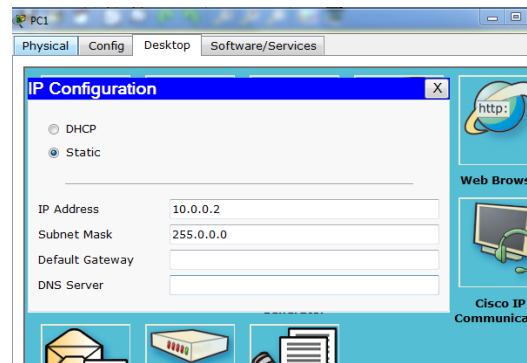 PC1
Physical Config Desktop Software/Services
IP Configuration X
http:
DHCP
Static
Web Brows
IP Address 10.0.0.2
Subnet Mask 255.0.0.0
Default Gateway
DNS Server
Cisco IP
Communica